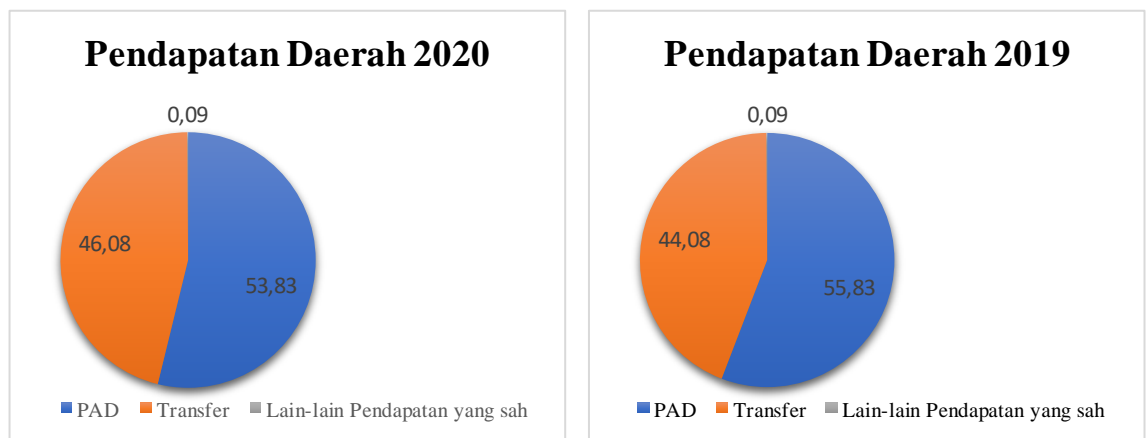 Pendapatan Daerah 2020
0,09
46,08
53,83
PAD Transfer Lain-lain Pendapatan yang sah
Pendapatan Daerah 2019
0,09
44,08
55,83
PAD Transfer Lain-lain Pendapatan yang sah